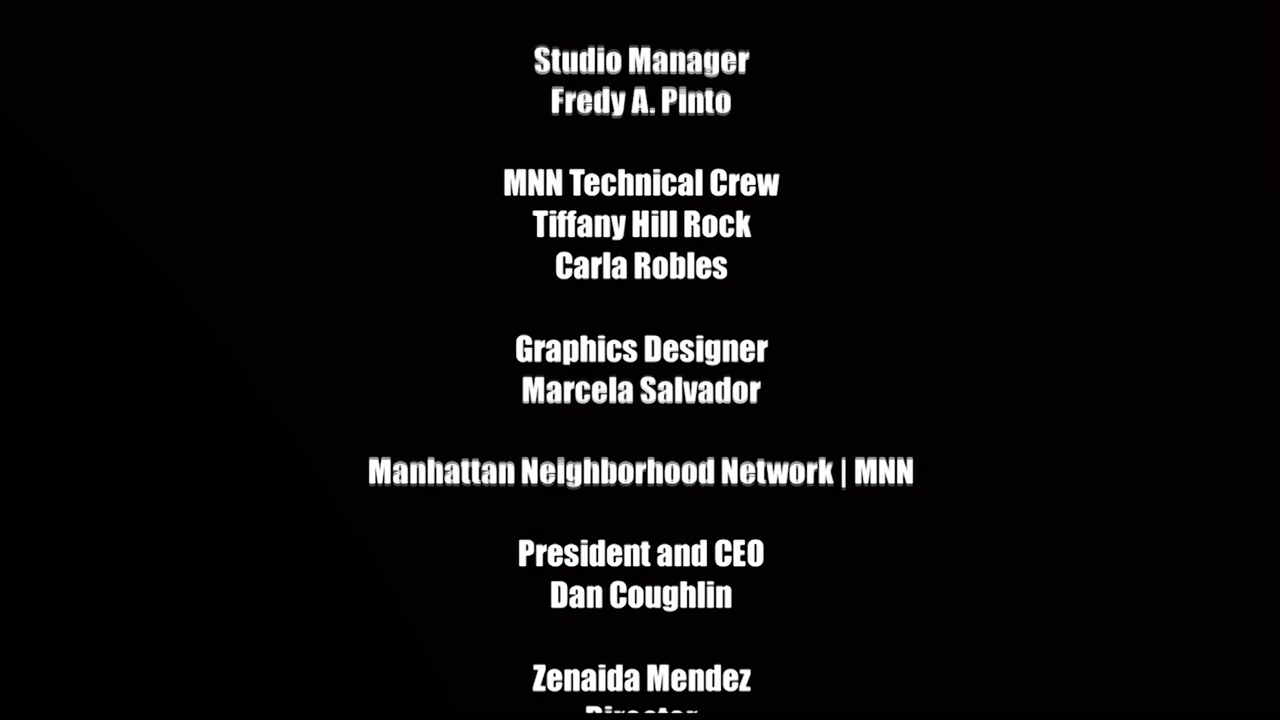 Studio Manager
Fredy A. Pinto
MNN Technical Crew
Tiffany Hill Rock
Carla Robles
Graphics Designer
Marcela Salvador
Manhattan Neighborhood Network | MNN
President and CEO
Dan Coughlin
Zenaida Mendez
Director